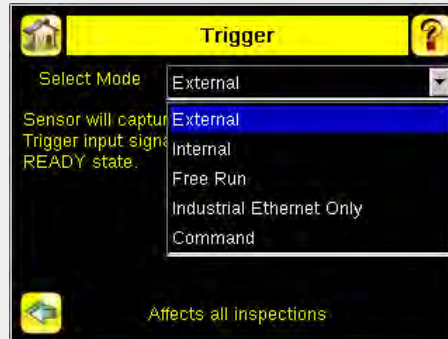 Trigger
?
Select Mode External
Sensor will captur
Trigger input signa
READY state.
External
Internal
Free Run
Industrial Ethernet Only
Command
Affects all inspections